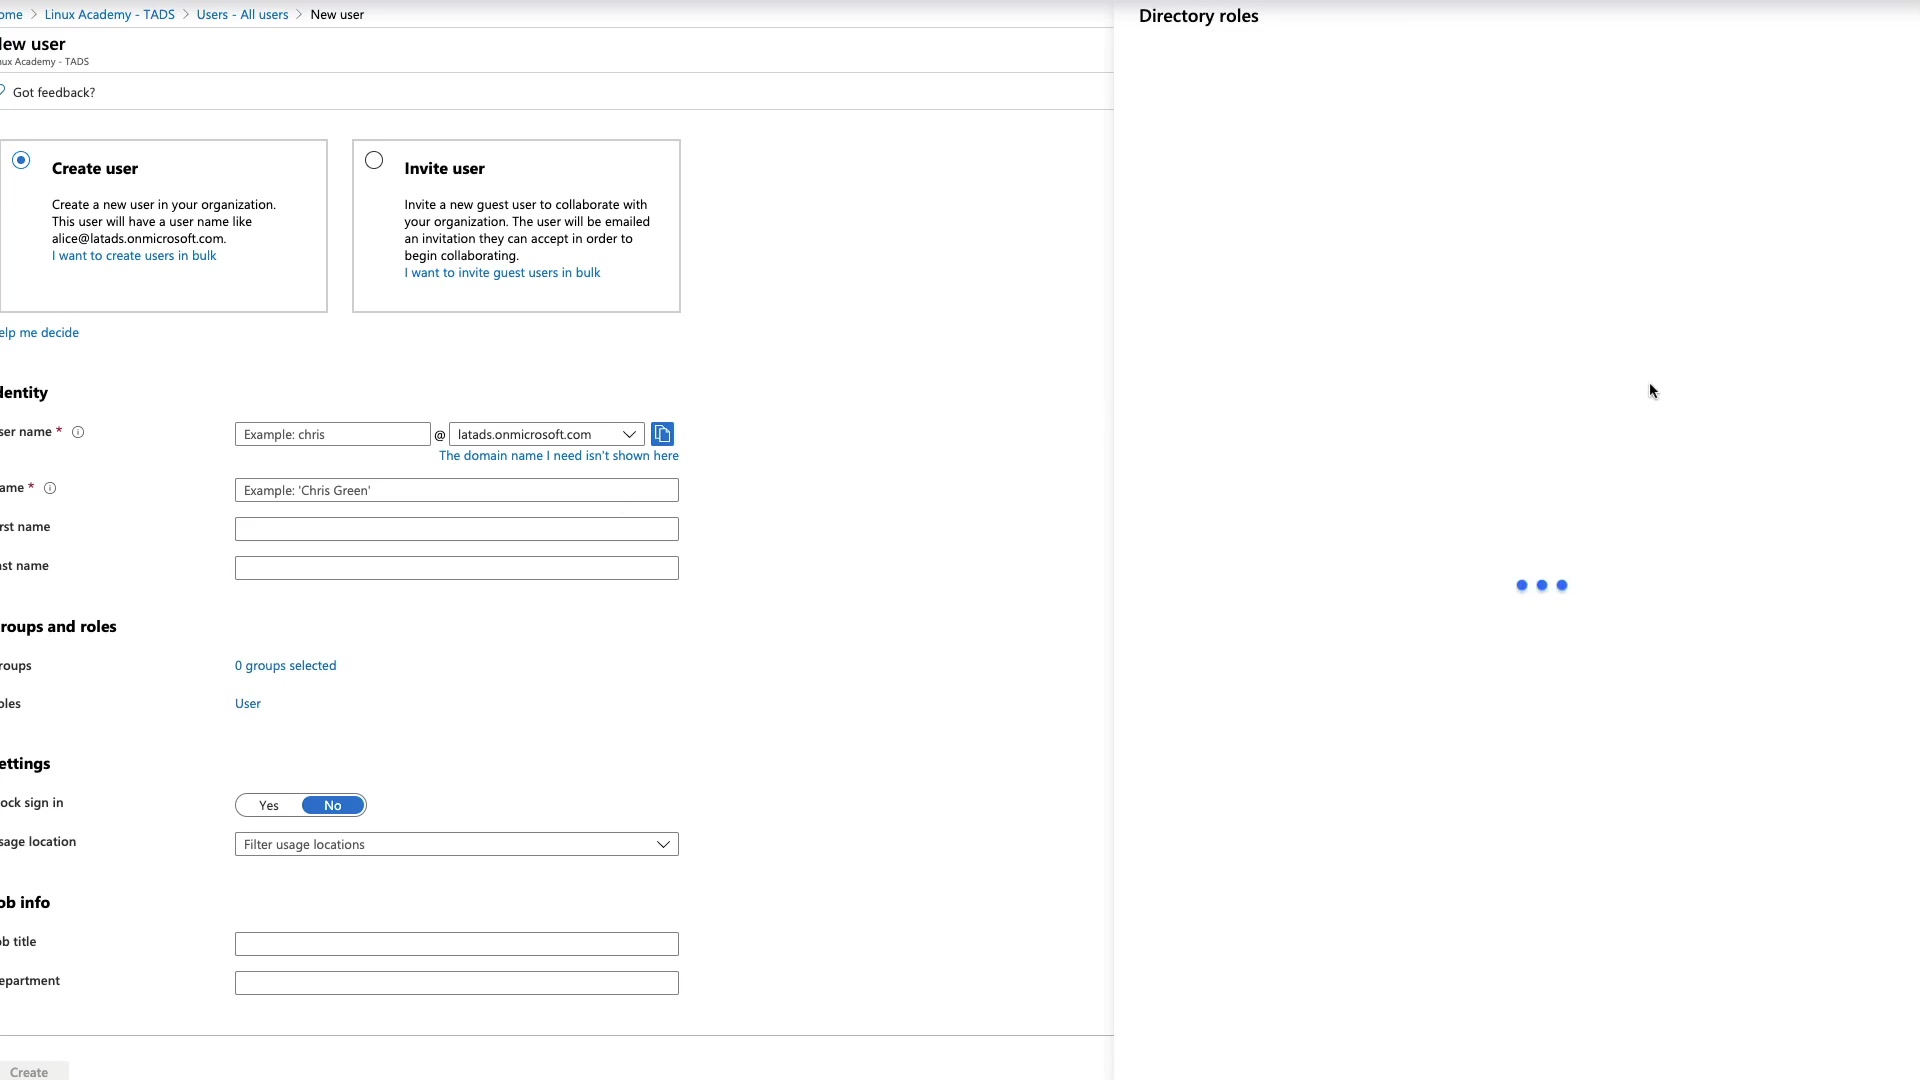 ome > Linux Academy - TADS > Users - All users > New user
lew user
nux Academy - TADS
Got feedback?
Create user
Create a new user in your organization.
This user will have a user name like
alice@latads.onmicrosoft.com.
I want to create users in bulk
Invite user
Invite a new guest user to collaborate with
your organization. The user will be emailed
an invitation they can accept in order to
begin collaborating.
I want to invite guest users in bulk
elp me decide
dentity
ser name *
Example: chris @ latads.onmicrosoft.com
The domain name I need isn't shown here
ame *
Example: 'Chris Green'
rst name
ast name
roups and roles
roups
0 groups selected
oles
User
ettings
ock sign in
Yes No
sage location
Filter usage locations
ob info
ob title
epartment
Create
Directory roles